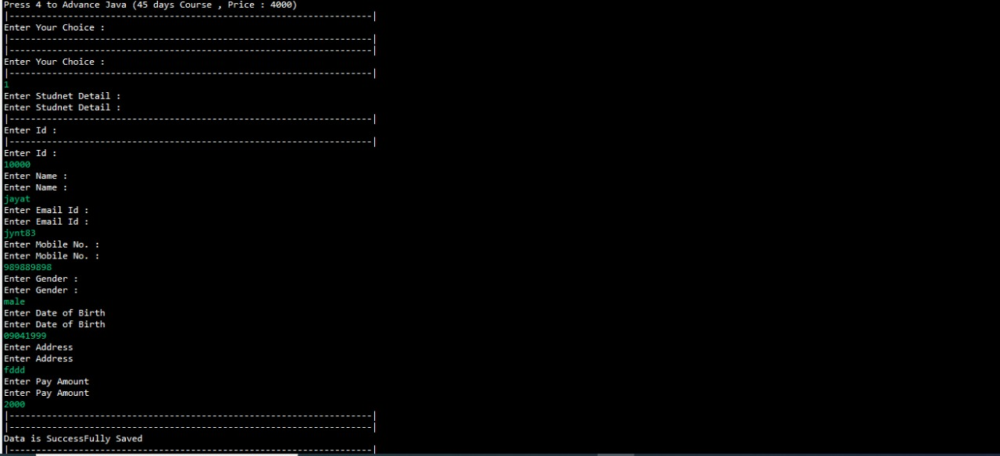 Press 4 to Advance Java (45 days Course , Price : 4000)
|--------------------------------------------------------------------|
Enter Your Choice :
|--------------------------------------------------------------------|
|--------------------------------------------------------------------|
Enter Your Choice :
|--------------------------------------------------------------------|
1
Enter Studnet Detail :
Enter Studnet Detail :
|--------------------------------------------------------------------|
Enter Id :
|--------------------------------------------------------------------|
Enter Id :
10000
Enter Name :
Enter Name :
jayat
Enter Email Id :
Enter Email Id :
jynt83
Enter Mobile No. :
Enter Mobile No. :
989889898
Enter Gender :
Enter Gender :
male
Enter Date of Birth
Enter Date of Birth
09041999
Enter Address
Enter Address
fddd
Enter Pay Amount
Enter Pay Amount
2000
|--------------------------------------------------------------------|
|--------------------------------------------------------------------|
Data is SuccessFully Saved
|--------------------------------------------------------------------|